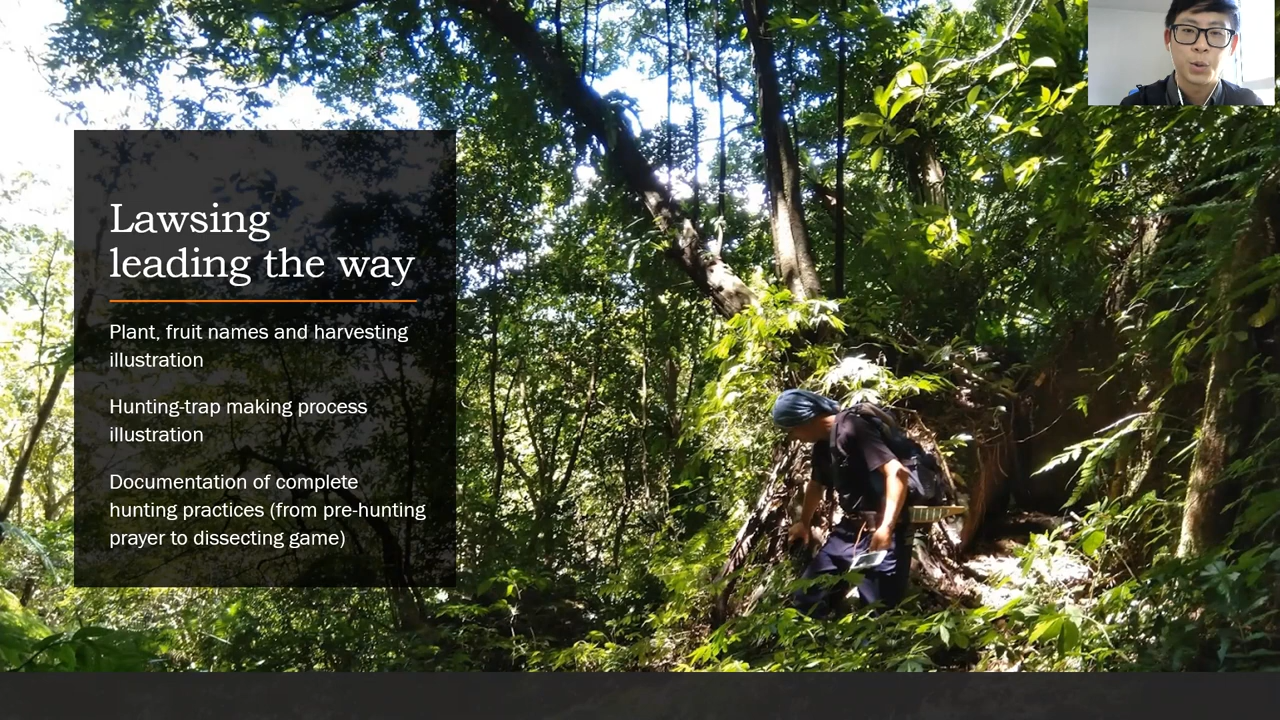 Lawsing
leading the way
Plant, fruit names and harvesting
illustration
Hunting-trap making process
illustration
Documentation of complete
hunting practices (from pre-hunting
prayer to dissecting game)